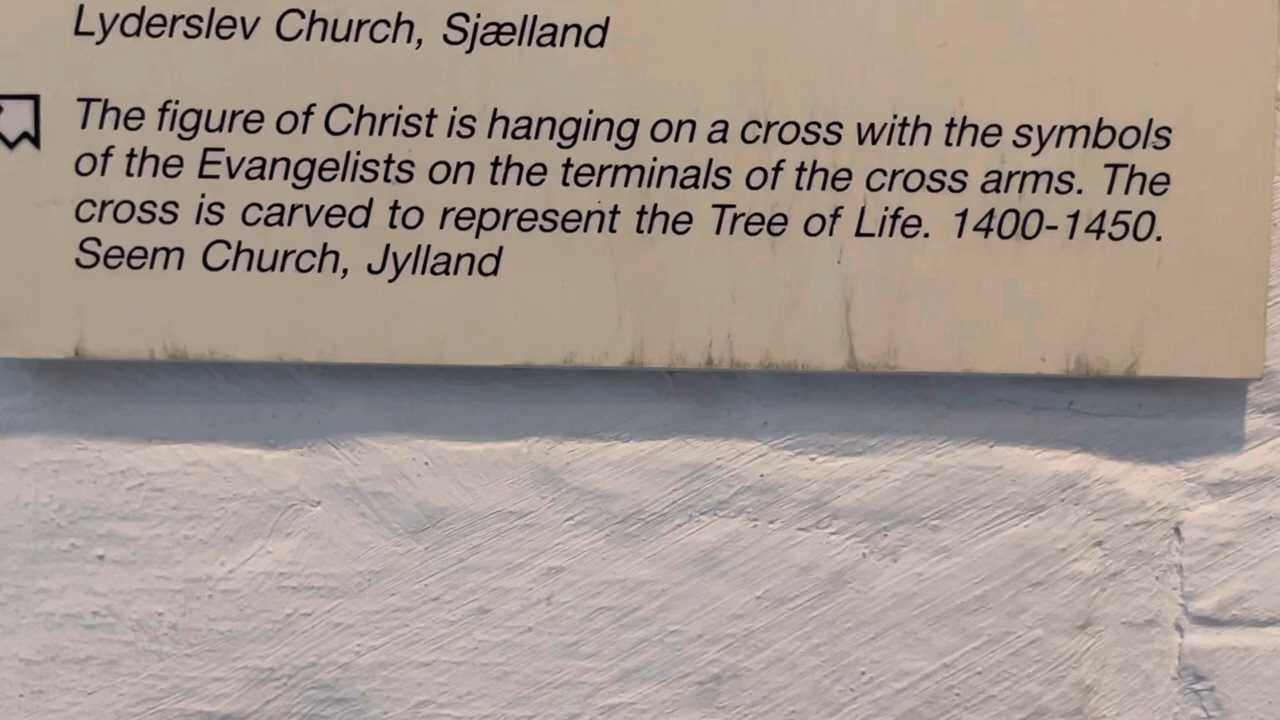 Lyderslev Church, Sjælland
The figure of Christ is hanging on a cross with the symbols
of the Evangelists on the terminals of the cross arms. The
cross is carved to represent the Tree of Life. 1400-1450.
Seem Church, Jylland